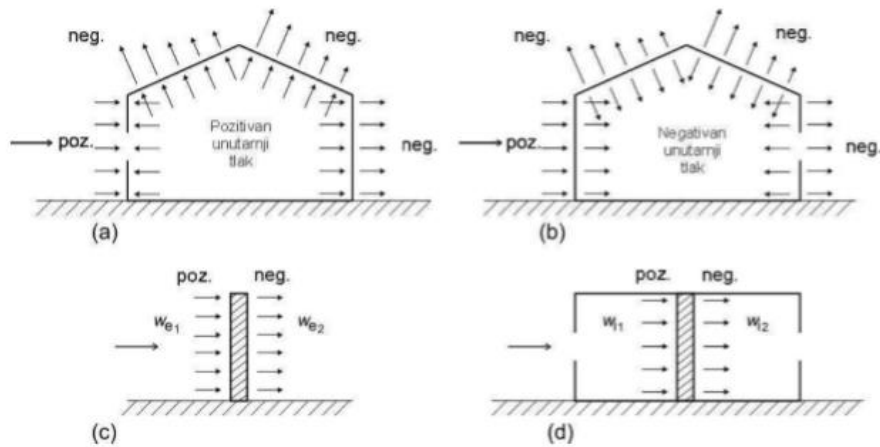 neg.
neg.
poz.
Pozitivan
unutarnji
tlak
neg.
(a)
neg.
neg.
poz.
Negativan
unutarnji
tlak
neg.
(b)
poz.
neg.
we1
we2
(c)
poz.
neg.
wi1
wi2
(d)